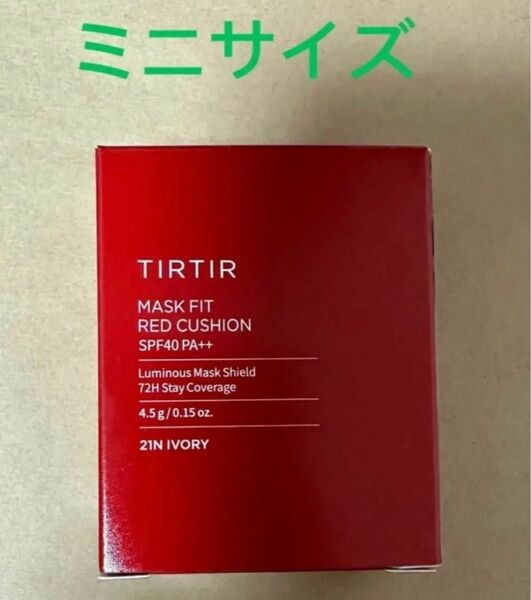 ミニサイズ
TIRTIR
MASK FIT
RED CUSHION
SPF40 PA++
Luminous Mask Shield
72H Stay Coverage
4.5 g / 0.15 oz.
21N IVORY